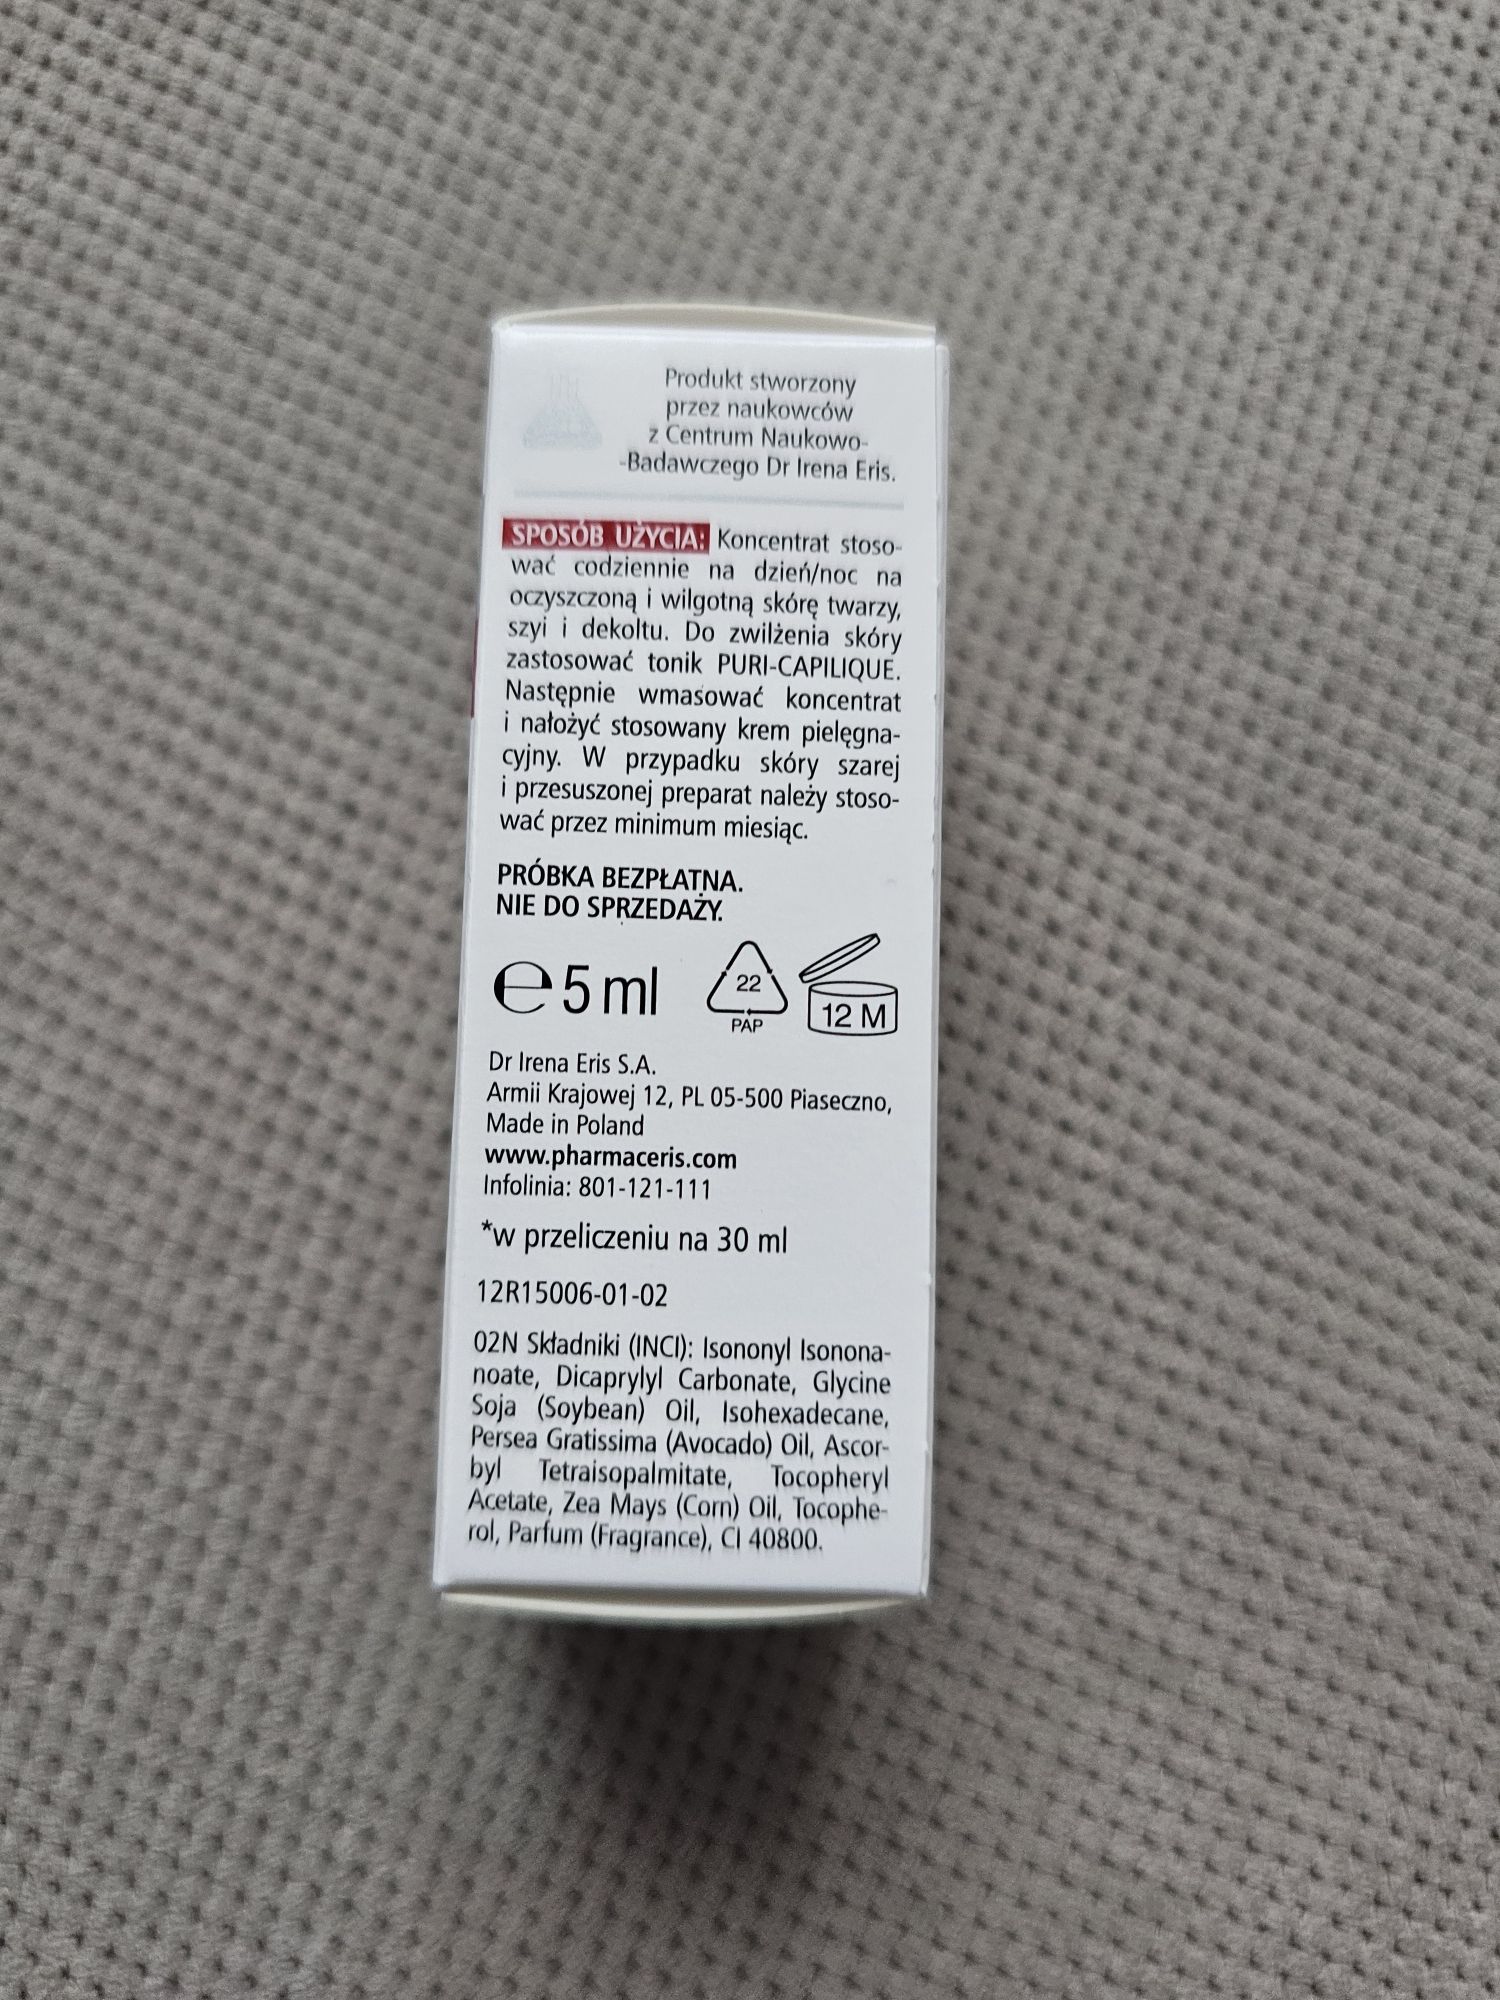 Produkt stworzony
przez naukowców
z Centrum Naukowo-
-Badawczego Dr Irena Eris.
SPOSÓB UŻYCIA: Koncentrat stoso-
wać codziennie na dzień/noc na
oczyszczoną i wilgotną skórę twarzy,
szyi i dekoltu. Do zwilżenia skóry
zastosować tonik PURI-CAPILIQUE.
Następnie wmasować koncentrat
i nałożyć stosowany krem pielęgna-
cyjny. W przypadku skóry szarej
i przesuszonej preparat należy stoso-
wać przez minimum miesiąc.
PRÓBKA BEZPŁATNA.
NIE DO SPRZEDAŻY.
℮ 5 ml
22
PAP
12 M
Dr Irena Eris S.A.
Armii Krajowej 12, PL 05-500 Piaseczno,
Made in Poland
www.pharmaceris.com
Infolinia: 801-121-111
*w przeliczeniu na 30 ml
12R15006-01-02
02N Składniki (INCI): Isononyl Isonona-
noate, Dicaprylyl Carbonate, Glycine
Soja (Soybean) Oil, Isohexadecane,
Persea Gratissima (Avocado) Oil, Ascor-
byl Tetraisopalmitate, Tocopheryl
Acetate, Zea Mays (Corn) Oil, Tocophe-
rol, Parfum (Fragrance), CI 40800.